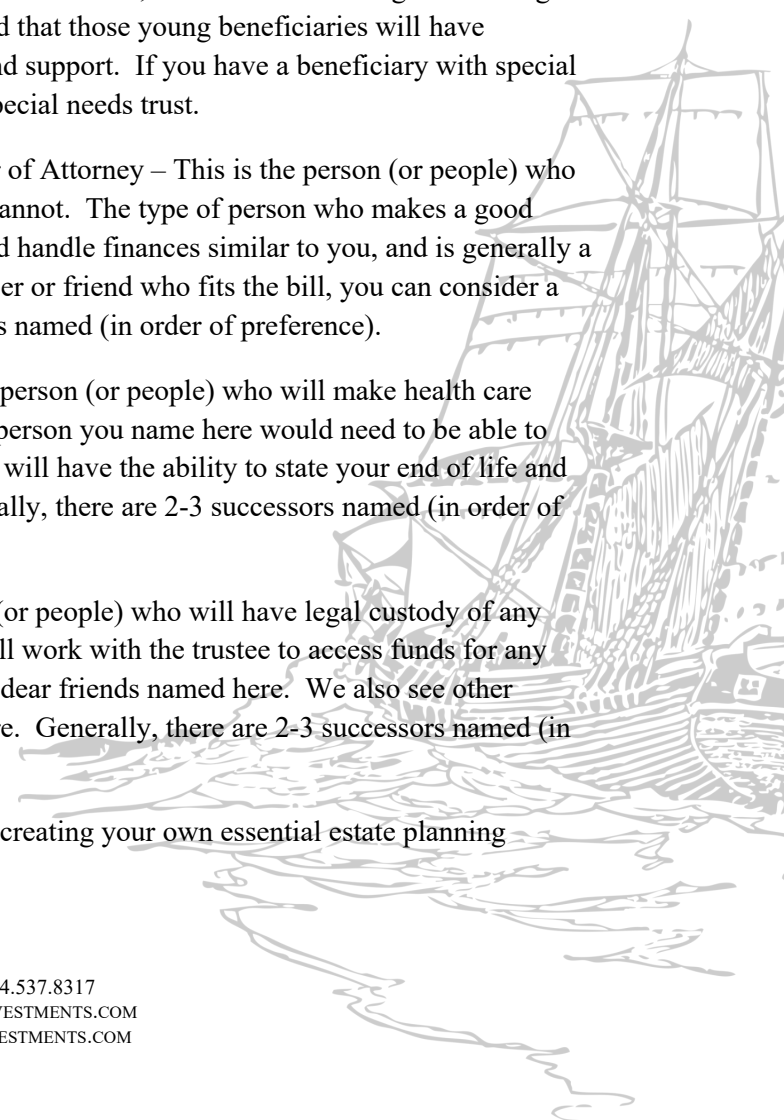 d that those young beneficiaries will have
nd support.  If you have a beneficiary with special
pecial needs trust.
r of Attorney – This is the person (or people) who
annot.  The type of person who makes a good
d handle finances similar to you, and is generally a
er or friend who fits the bill, you can consider a
s named (in order of preference).
person (or people) who will make health care
person you name here would need to be able to
will have the ability to state your end of life and
ally, there are 2-3 successors named (in order of
(or people) who will have legal custody of any
ll work with the trustee to access funds for any
dear friends named here.  We also see other
re.  Generally, there are 2-3 successors named (in
creating your own essential estate planning
4.537.8317
VESTMENTS.COM
ESTMENTS.COM